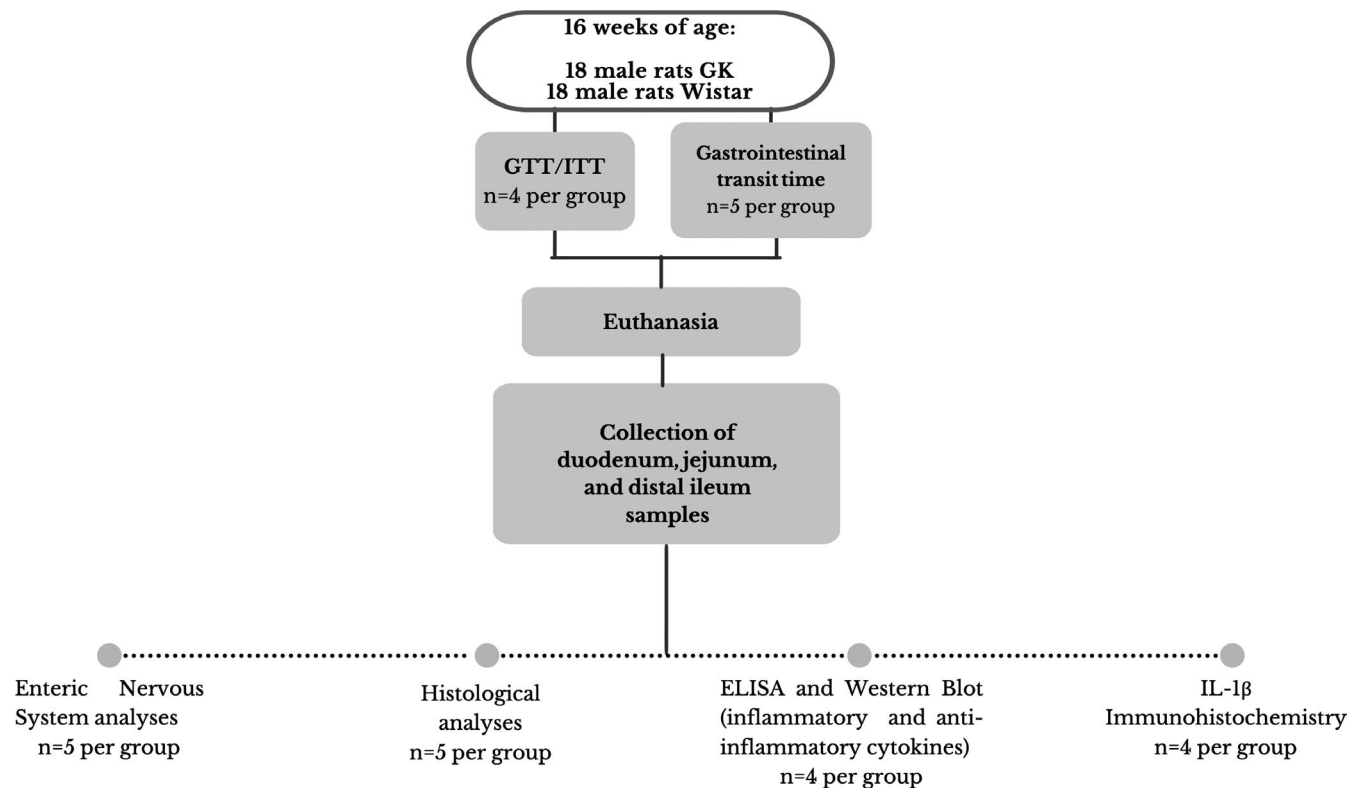 16 weeks of age:
18 male rats GK
18 male rats Wistar
GTT/ITT
n=4 per group
Gastrointestinal
transit time
n=5 per group
Euthanasia
Collection of
duodenum, jejunum,
and distal ileum
samples
Enteric Nervous
System analyses
n=5 per group
Histological
analyses
n=5 per group
ELISA and Western Blot
(inflammatory and anti-
inflammatory cytokines)
n=4 per group
IL-1β
Immunohistochemistry
n=4 per group